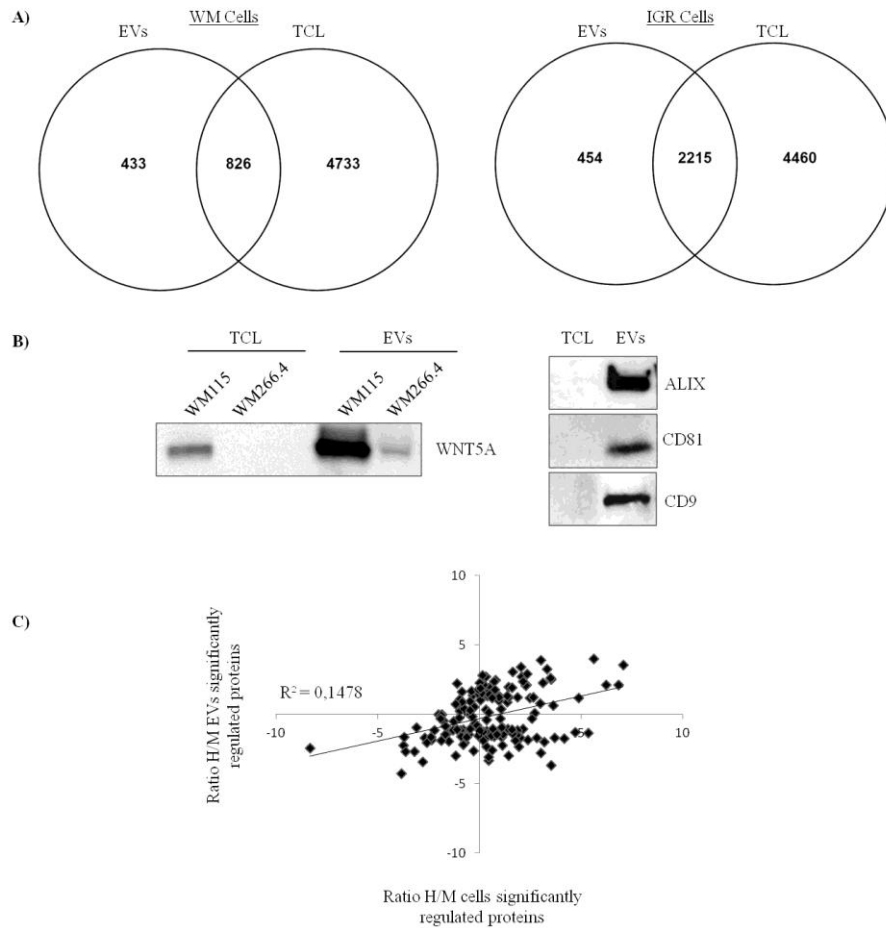 A)
WM Cells
EVs
TCL
433
826
4733
IGR Cells
EVs
TCL
454
2215
4460
B)
TCL
EVs
WM115
WM266.4
WM115
WM266.4
WNT5A
TCL EVs
ALIX
CD81
CD9
C)
Ratio H/M EVs significantly
regulated proteins
R² = 0,1478
10
5
0
-5
-10
-10
-5
5
10
Ratio H/M cells significantly
regulated proteins